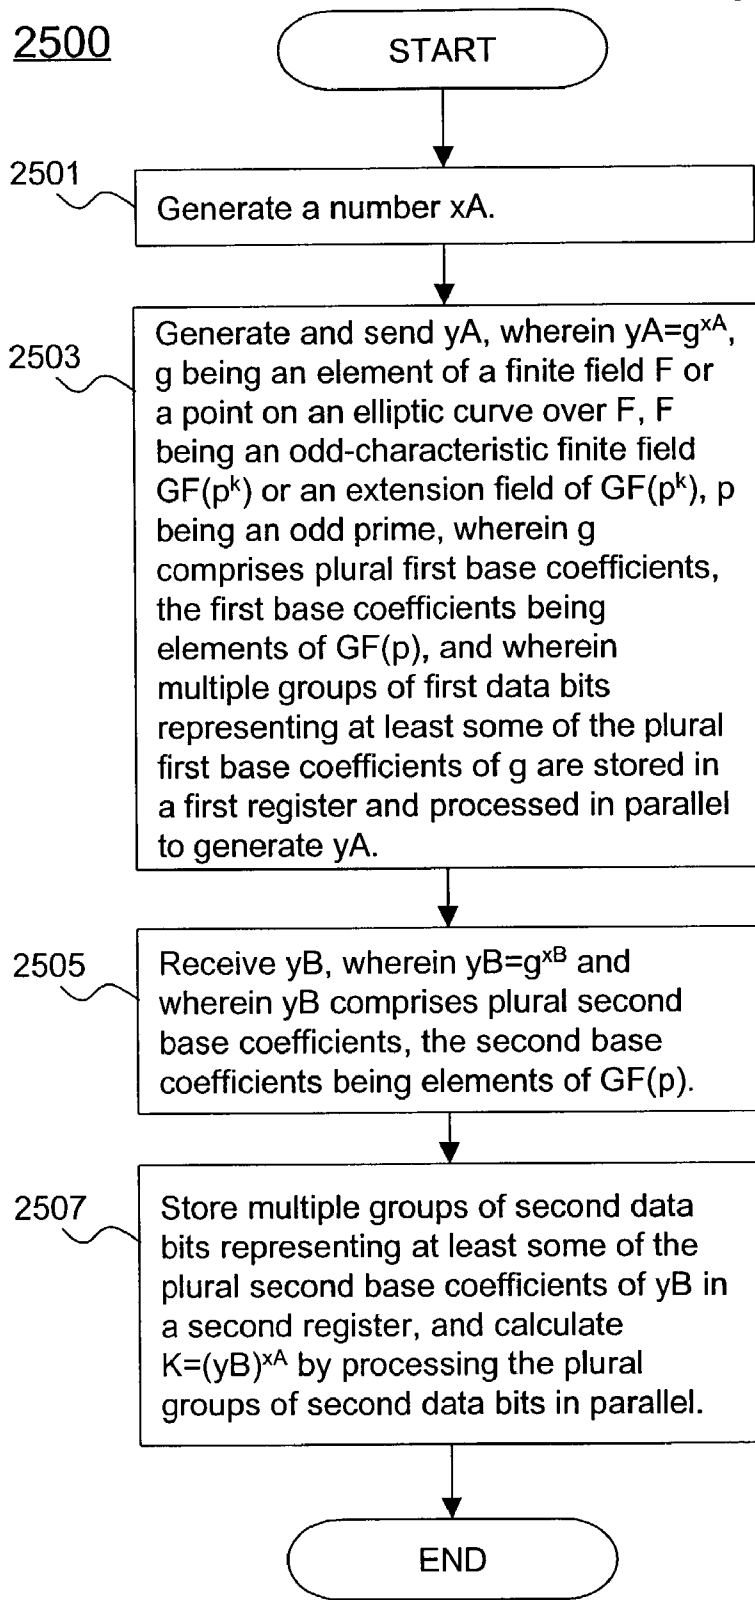 2500
START
2501
Generate a number xA.
2503
Generate and send yA, wherein yA=g^xA,
g being an element of a finite field F or
a point on an elliptic curve over F, F
being an odd-characteristic finite field
GF(p^k) or an extension field of GF(p^k), p
being an odd prime, wherein g
comprises plural first base coefficients,
the first base coefficients being
elements of GF(p), and wherein
multiple groups of first data bits
representing at least some of the plural
first base coefficients of g are stored in
a first register and processed in parallel
to generate yA.
2505
Receive yB, wherein yB=g^xB and
wherein yB comprises plural second
base coefficients, the second base
coefficients being elements of GF(p).
2507
Store multiple groups of second data
bits representing at least some of the
plural second base coefficients of yB in
a second register, and calculate
K=(yB)^xA by processing the plural
groups of second data bits in parallel.
END